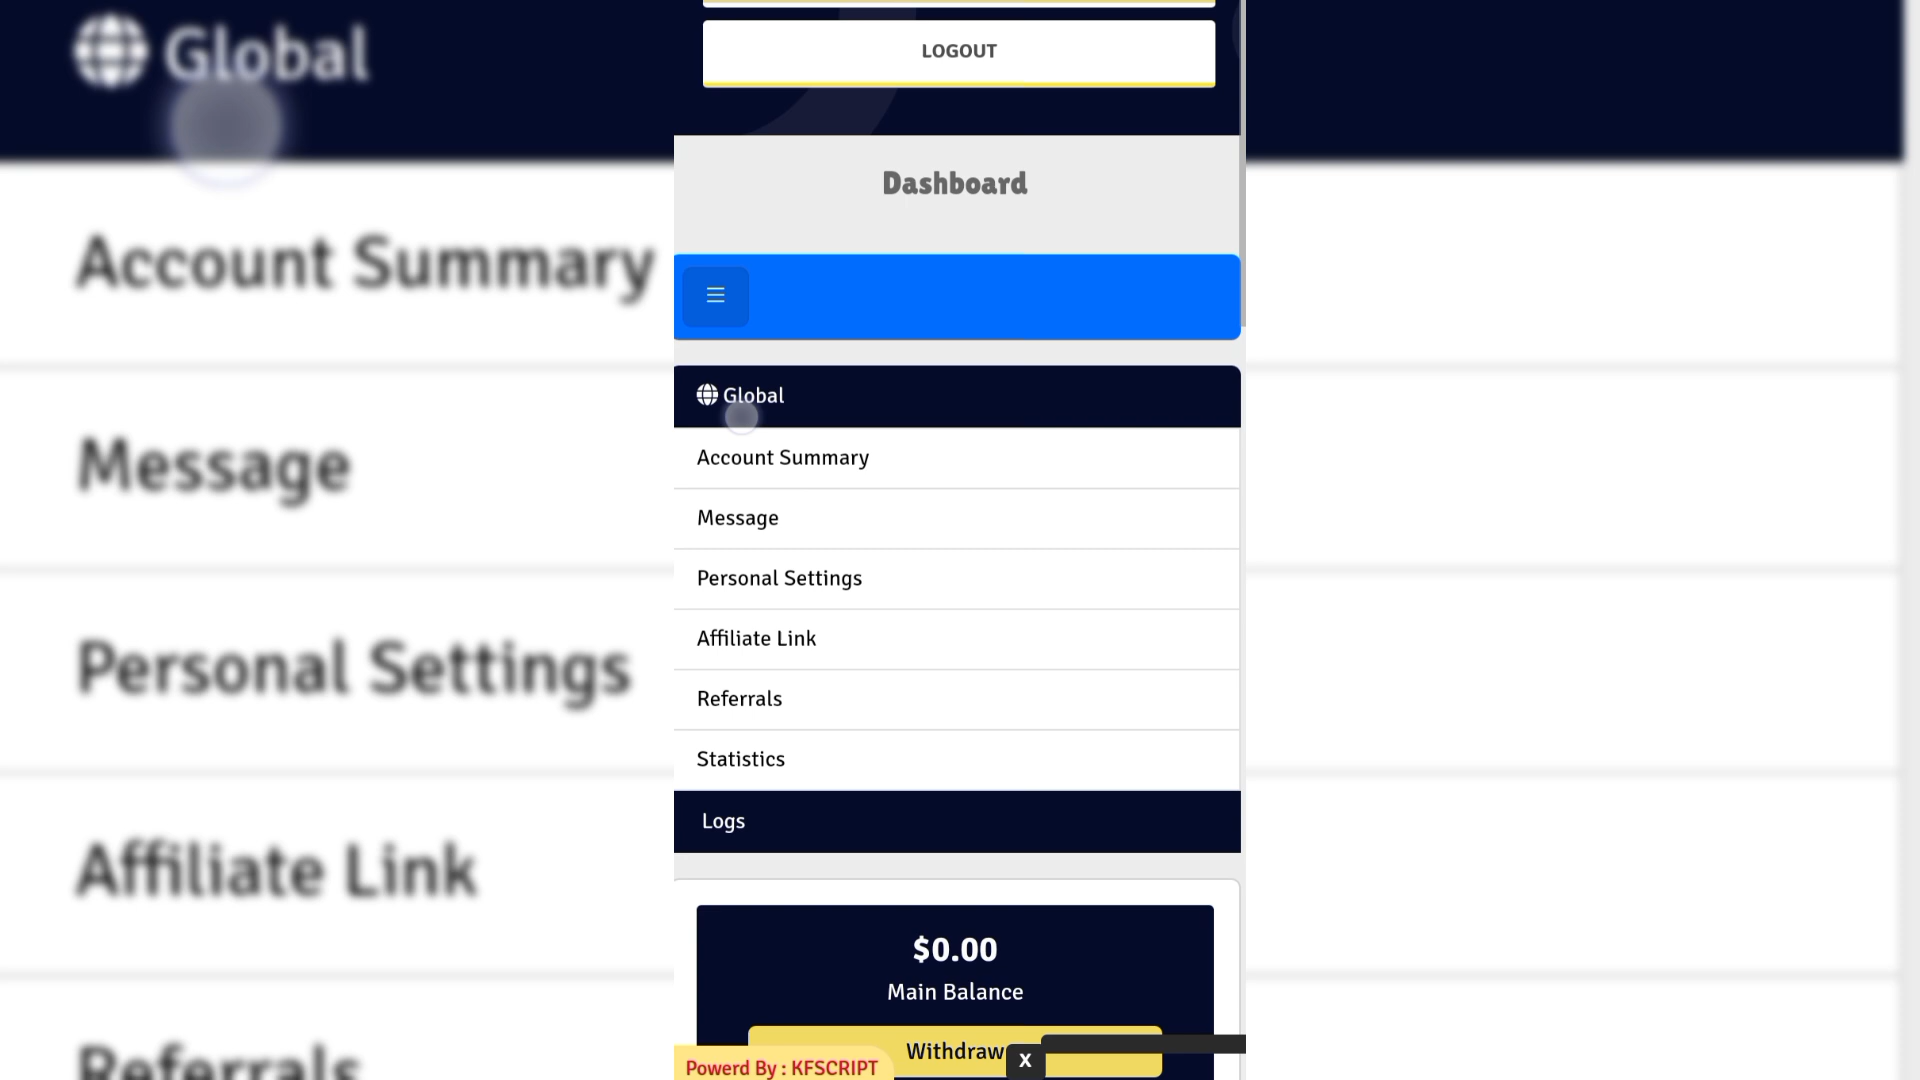 LOGOUT
Dashboard
Global
Account Summary
Message
Personal Settings
Affiliate Link
Referrals
Statistics
Logs
$0.00
Main Balance
Withdraw
X
Powerd By : KFSCRIPT
Global
Account Summary
Message
Personal Settings
Affiliate Link
Referrals